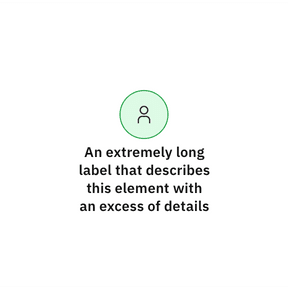 An extremely long
label that describes
this element with
an excess of details